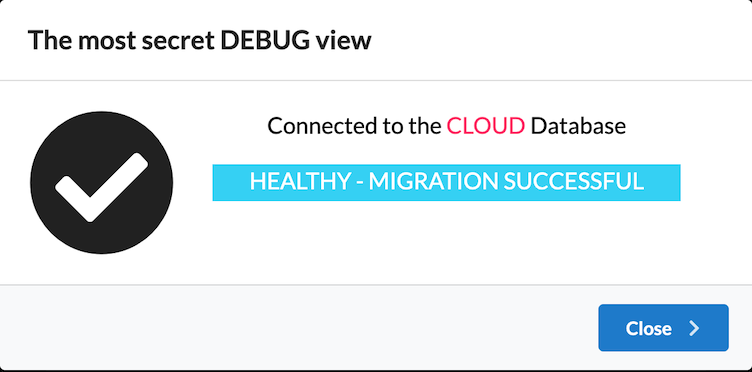 The most secret DEBUG view
Connected to the CLOUD Database
HEALTHY - MIGRATION SUCCESSFUL
Close